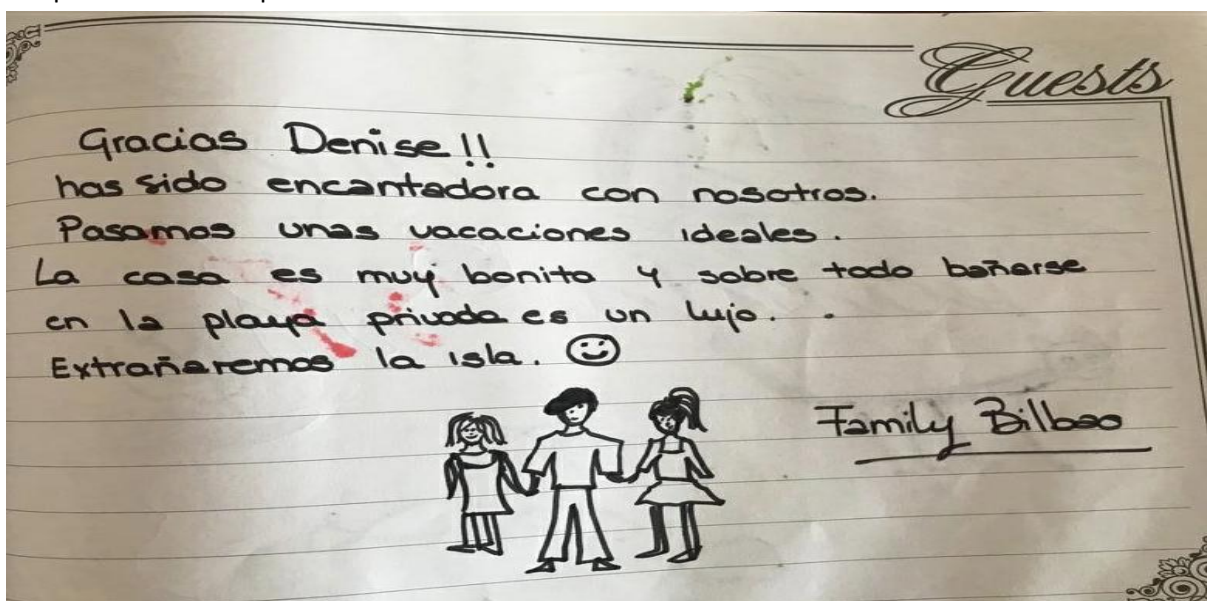 Guests
Gracias Denise!!
has sido encantadora con nosotros.
Pasamos unas vacaciones ideales.
La casa es muy bonita y sobre todo bañarse
en la playa privada es un lujo. .
Extrañaremos la isla. ☺
Family Bilbao